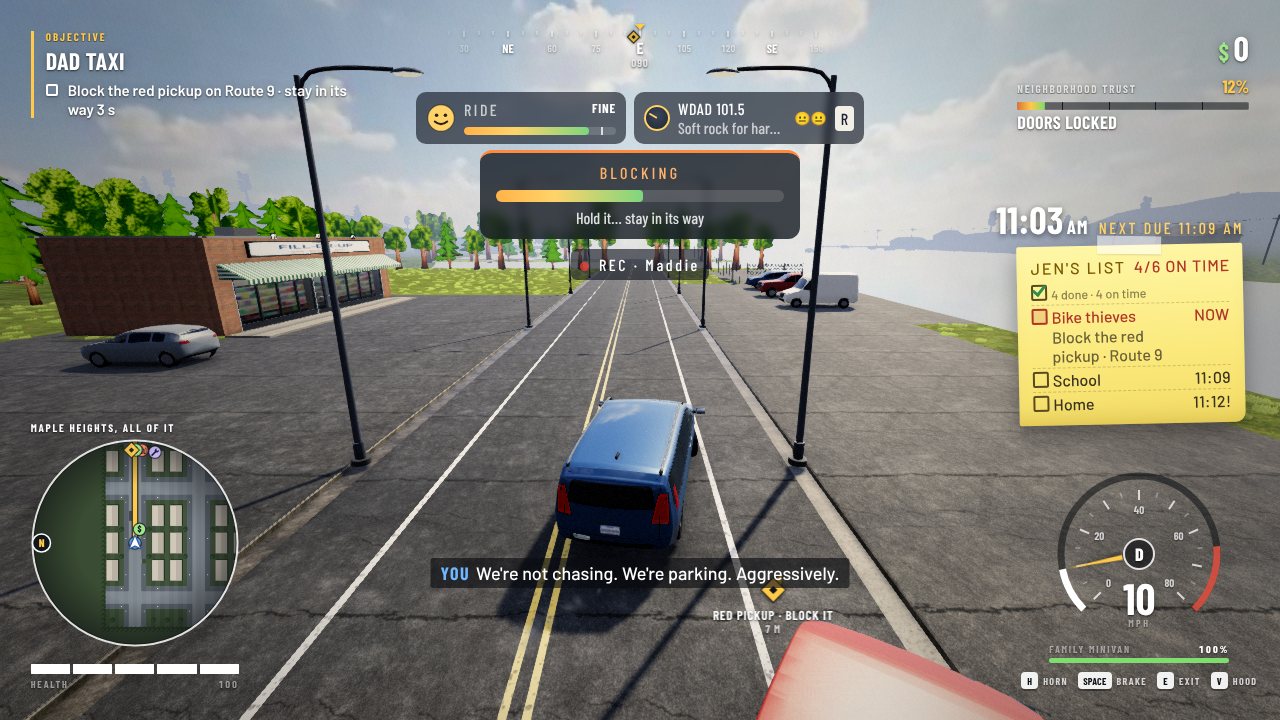 OBJECTIVE
DAD TAXI
Block the red pickup on Route 9 · stay in its
way 3 s
30 NE 60 75 E 105 120 SE 150
090
RIDE FINE
WDAD 101.5
Soft rock for har...
R
BLOCKING
Hold it... stay in its way
REC · Maddie
$ 0
NEIGHBORHOOD TRUST 12%
DOORS LOCKED
11:03 AM NEXT DUE 11:09 AM
JEN'S LIST 4/6 ON TIME
4 done · 4 on time
Bike thieves NOW
Block the red
pickup · Route 9
School 11:09
Home 11:12!
FILL-R-UP
MAPLE HEIGHTS, ALL OF IT
N
$
HEALTH 100
YOU We're not chasing. We're parking. Aggressively.
RED PICKUP · BLOCK IT
7 M
0 20 40 60 80
D
10
MPH
FAMILY MINIVAN 100%
H HORN SPACE BRAKE E EXIT V HOOD